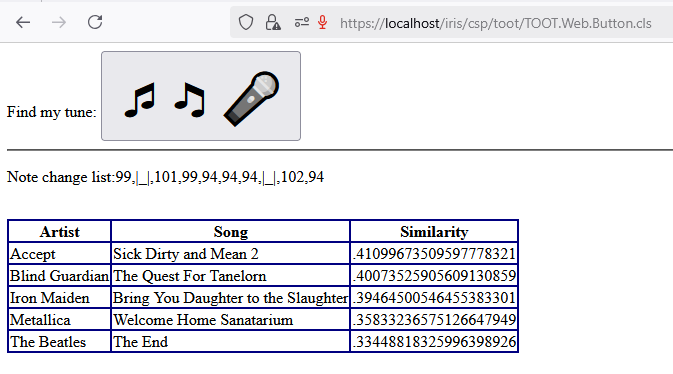 https://localhost/iris/csp/toot/TOOT.Web.Button.cls
Find my tune:
Note change list:99,|_|,101,99,94,94,94,|_|,102,94
Artist Song Similarity
Accept Sick Dirty and Mean 2 .41099673509597778321
Blind Guardian The Quest For Tanelorn .40073525905609130859
Iron Maiden Bring You Daughter to the Slaughter .39464500546455383301
Metallica Welcome Home Sanatarium .35833236575126647949
The Beatles The End .33448818325996398926